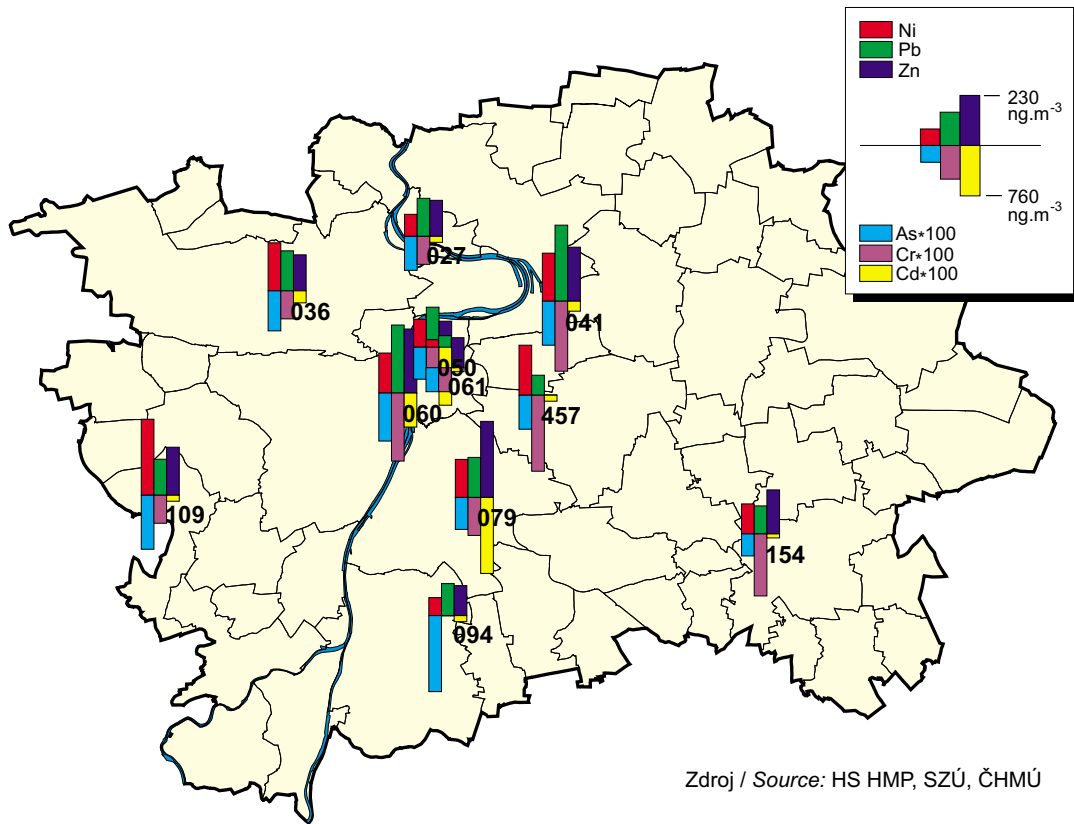 Ni
Pb
Zn
230
ng.m-3
760
ng.m-3
As*100
Cr*100
Cd*100
027
036
041
050
061
060
457
109
079
154
094
Zdroj / Source: HS HMP, SZÚ, ČHMÚ